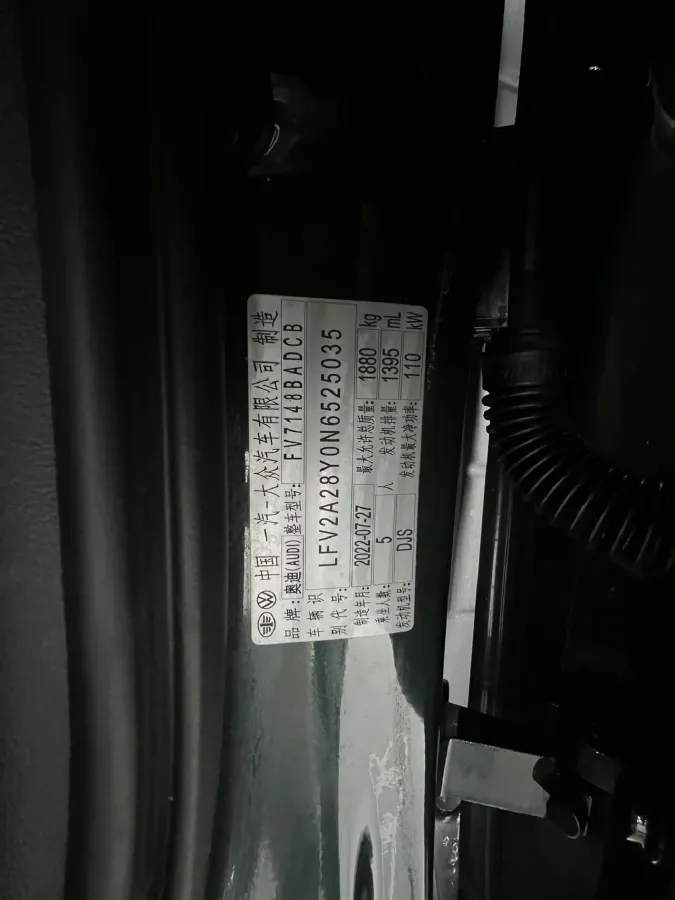 中国 一汽-大众汽车有限公司 制造
品牌: 奥迪(AUDI) 整车型号: FV7148BADCB
车辆识别代号: LFV2A28Y0N6525035
制造年月: 2022-07-27 最大允许总质量: 1880 kg
乘坐人数: 5 人 发动机排量: 1395 mL
发动机型号: DJS 发动机最大净功率: 110 kW